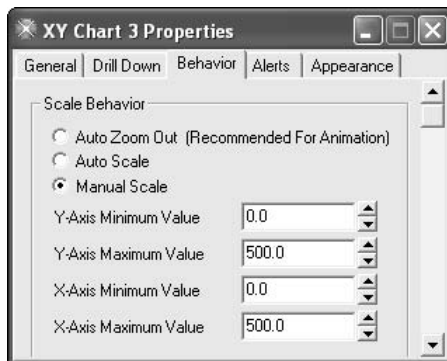 XY Chart 3 Properties
General Drill Down Behavior Alerts Appearance
Scale Behavior
Auto Zoom Out (Recommended For Animation)
Auto Scale
Manual Scale
Y-Axis Minimum Value 0.0
Y-Axis Maximum Value 500.0
X-Axis Minimum Value 0.0
X-Axis Maximum Value 500.0